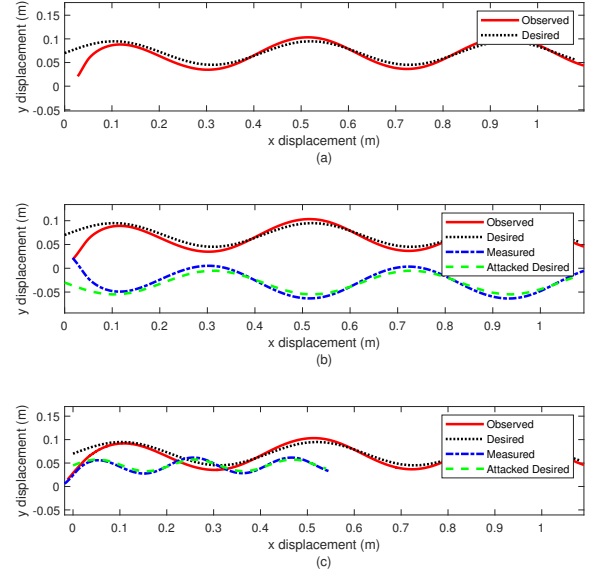 y displacement (m)
0.15
0.1
0.05
0
-0.05
Observed
Desired
0 0.1 0.2 0.3 0.4 0.5 0.6 0.7 0.8 0.9 1
x displacement (m)
(a)
y displacement (m)
0.1
0.05
0
-0.05
Observed
Desired
Measured
Attacked Desired
0 0.1 0.2 0.3 0.4 0.5 0.6 0.7 0.8 0.9 1
x displacement (m)
(b)
y displacement (m)
0.15
0.1
0.05
0
-0.05
Observed
Desired
Measured
Attacked Desired
0 0.1 0.2 0.3 0.4 0.5 0.6 0.7 0.8 0.9 1
x displacement (m)
(c)